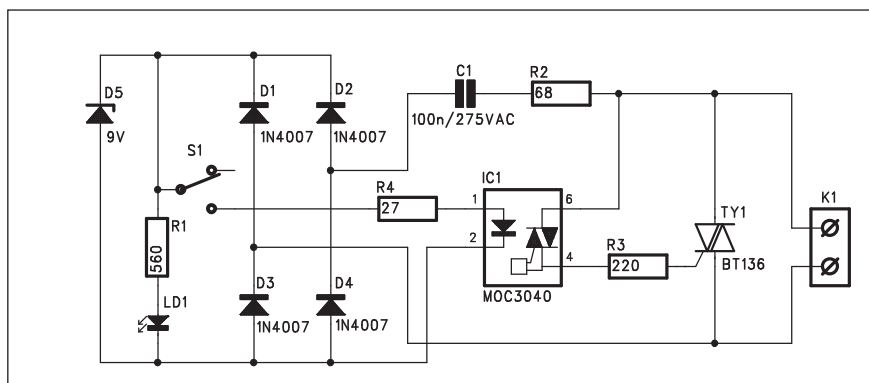 D5
9V
D1
1N4007
D2
1N4007
C1
100n/275VAC
R2
68
S1
R1
560
R4
27
IC1
1
2
6
4
MOC3040
R3
220
TY1
BT136
K1
D3
1N4007
D4
1N4007
LD1